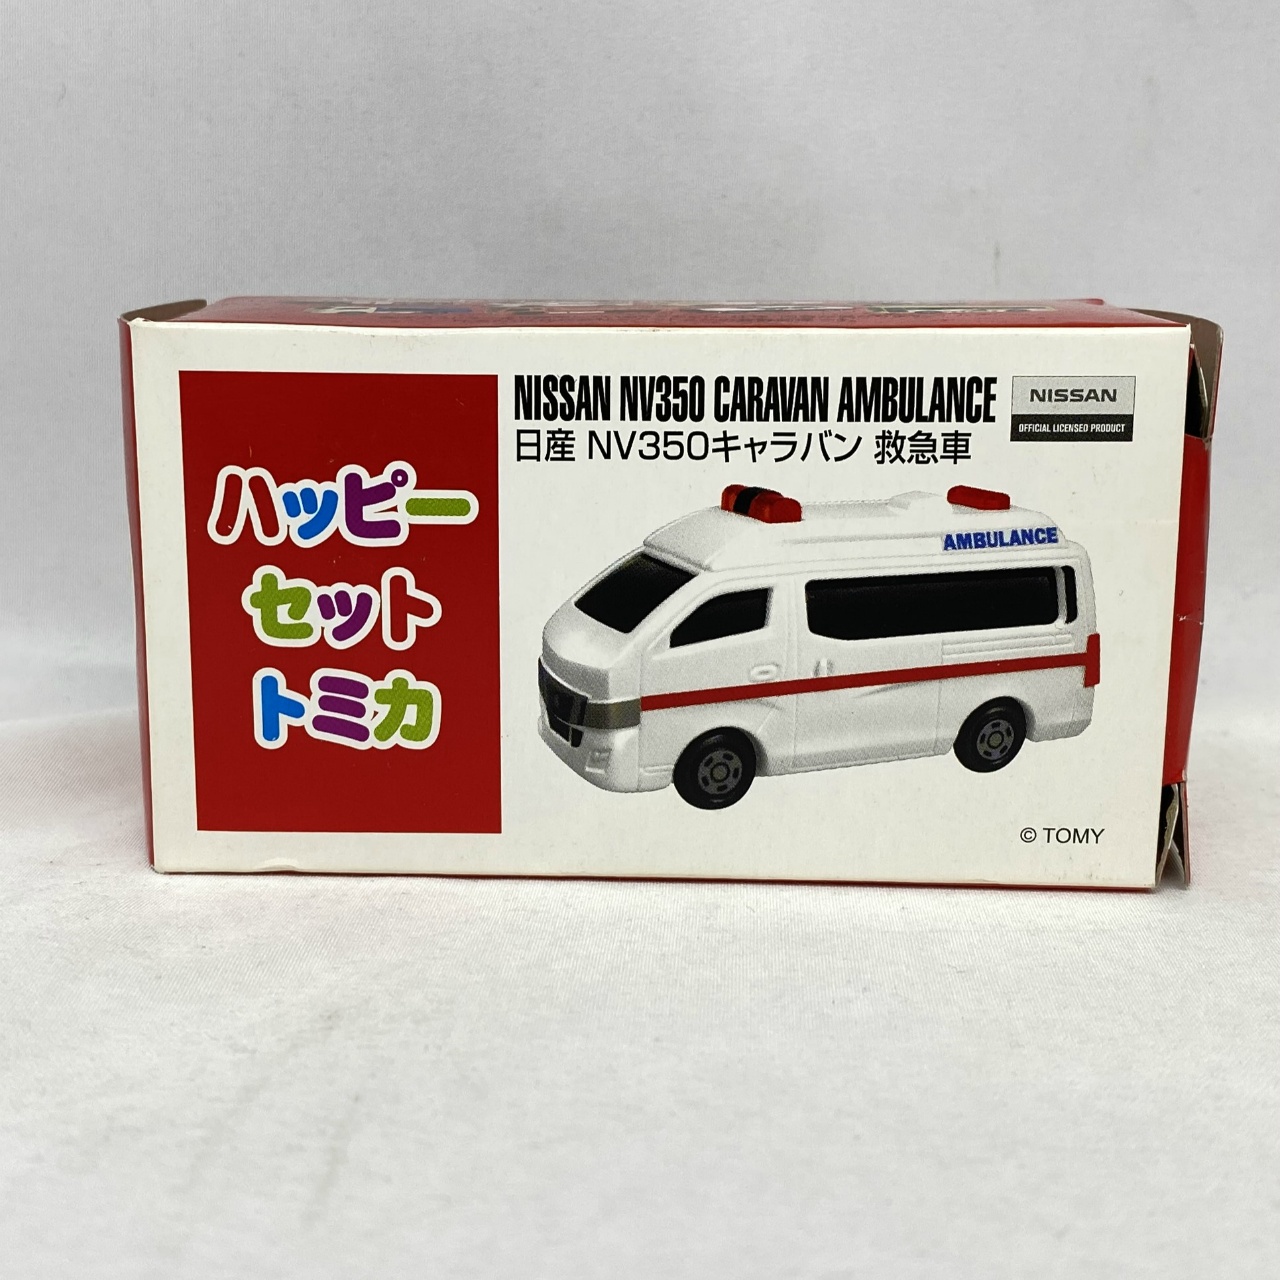 ハッピー
セット
トミカ
NISSAN NV350 CARAVAN AMBULANCE
日産 NV350キャラバン 救急車
NISSAN
OFFICIAL LICENSED PRODUCT
AMBULANCE
© TOMY